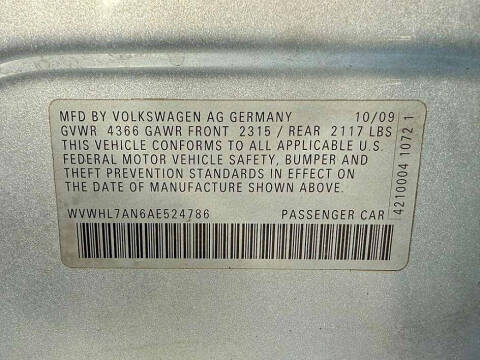 MFD BY VOLKSWAGEN AG GERMANY 10/09
GVWR 4366 GAWR FRONT 2315 / REAR 2117 LBS
THIS VEHICLE CONFORMS TO ALL APPLICABLE U.S.
FEDERAL MOTOR VEHICLE SAFETY, BUMPER AND
THEFT PREVENTION STANDARDS IN EFFECT ON
THE DATE OF MANUFACTURE SHOWN ABOVE.
WVWHL7AN6AE524786 PASSENGER CAR
4210004 1072 1